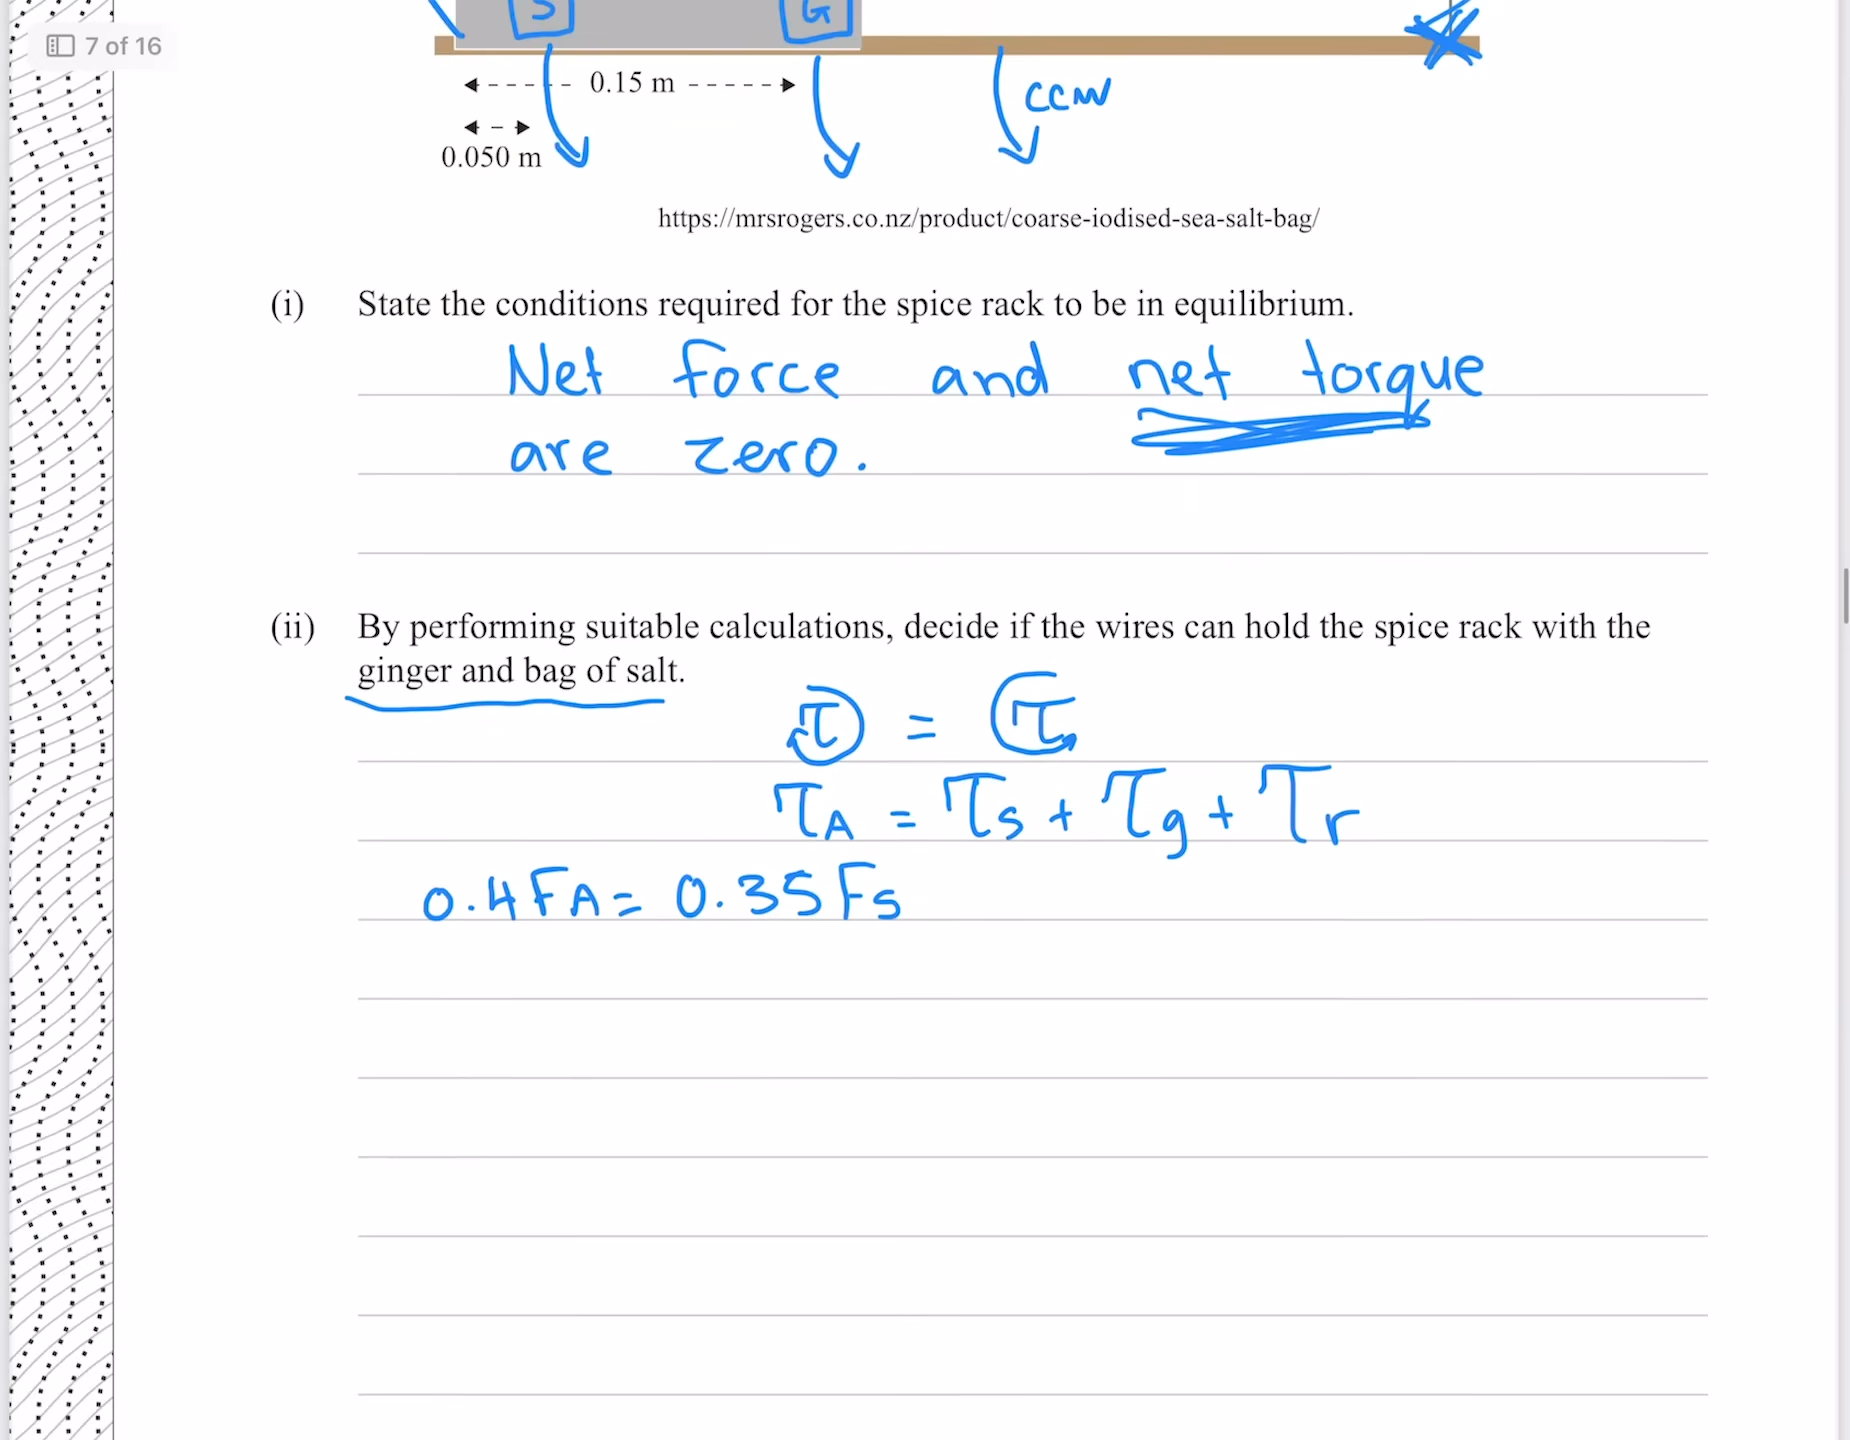 7 of 16
S G
0.15 m
CCW
0.050 m
https://mrsrogers.co.nz/product/coarse-iodised-sea-salt-bag/
(i) State the conditions required for the spice rack to be in equilibrium.
Net force and net torque
are zero.
(ii) By performing suitable calculations, decide if the wires can hold the spice rack with the
ginger and bag of salt.
τ = τ
τA = τs + τg + τr
0.4FA = 0.35Fs